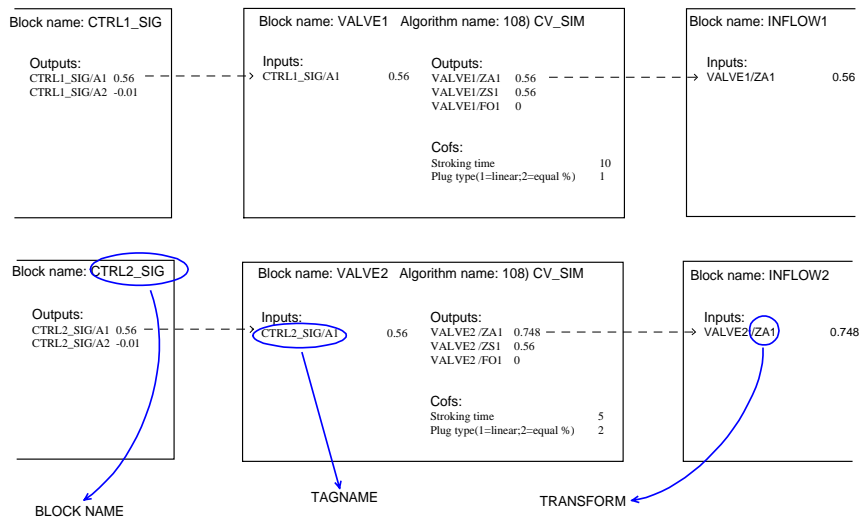 Block name: CTRL1_SIG
Outputs:
CTRL1_SIG/A1 0.56
CTRL1_SIG/A2 -0.01
Block name: VALVE1 Algorithm name: 108) CV_SIM
Inputs:
CTRL1_SIG/A1 0.56
Outputs:
VALVE1/ZA1 0.56
VALVE1/ZS1 0.56
VALVE1/FO1 0
Cofs:
Stroking time 10
Plug type(1=linear;2=equal %) 1
Block name: INFLOW1
Inputs:
VALVE1/ZA1 0.56
Block name: CTRL2_SIG
Outputs:
CTRL2_SIG/A1 0.56
CTRL2_SIG/A2 -0.01
Block name: VALVE2 Algorithm name: 108) CV_SIM
Inputs:
CTRL2_SIG/A1 0.56
Outputs:
VALVE2 /ZA1 0.748
VALVE2 /ZS1 0.56
VALVE2 /FO1 0
Cofs:
Stroking time 5
Plug type(1=linear;2=equal %) 2
Block name: INFLOW2
Inputs:
VALVE2 /ZA1 0.748
BLOCK NAME
TAGNAME
TRANSFORM